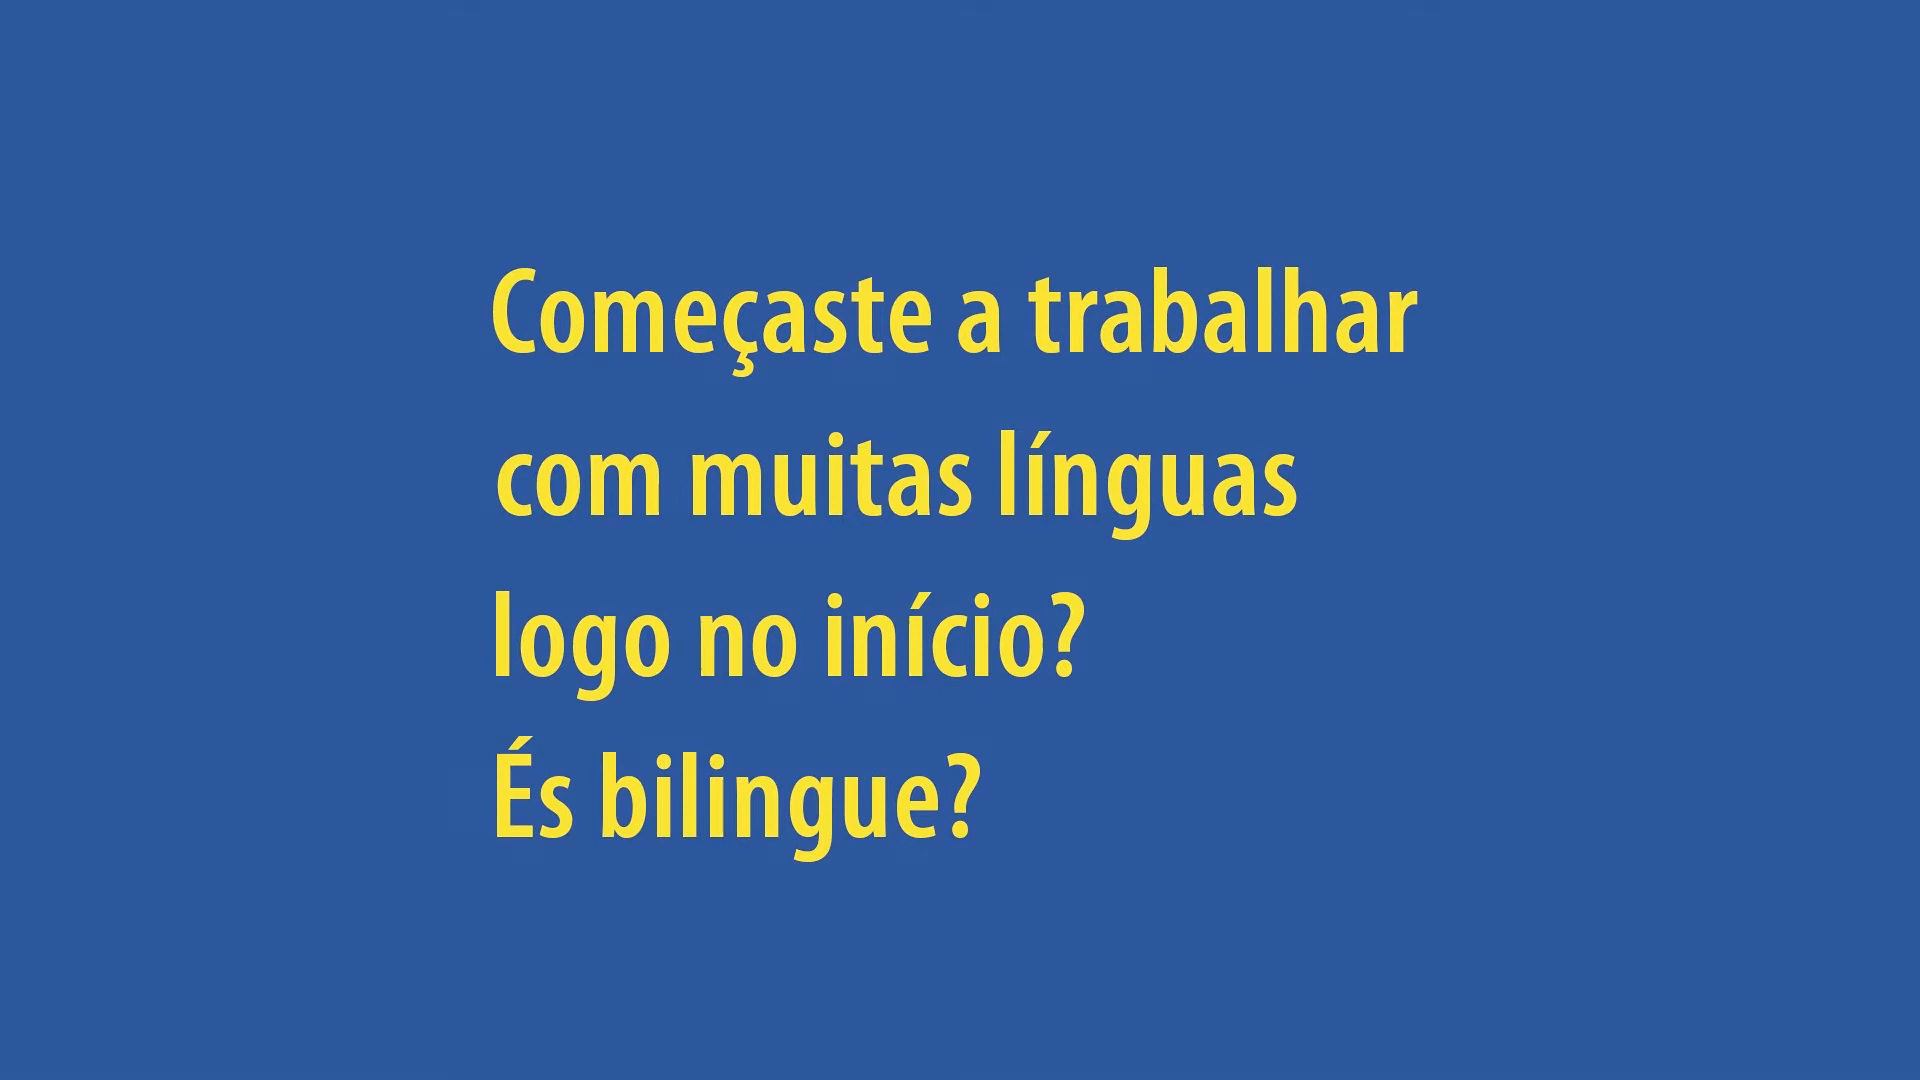 Começaste a trabalhar
com muitas línguas
logo no início?
És bilingue?